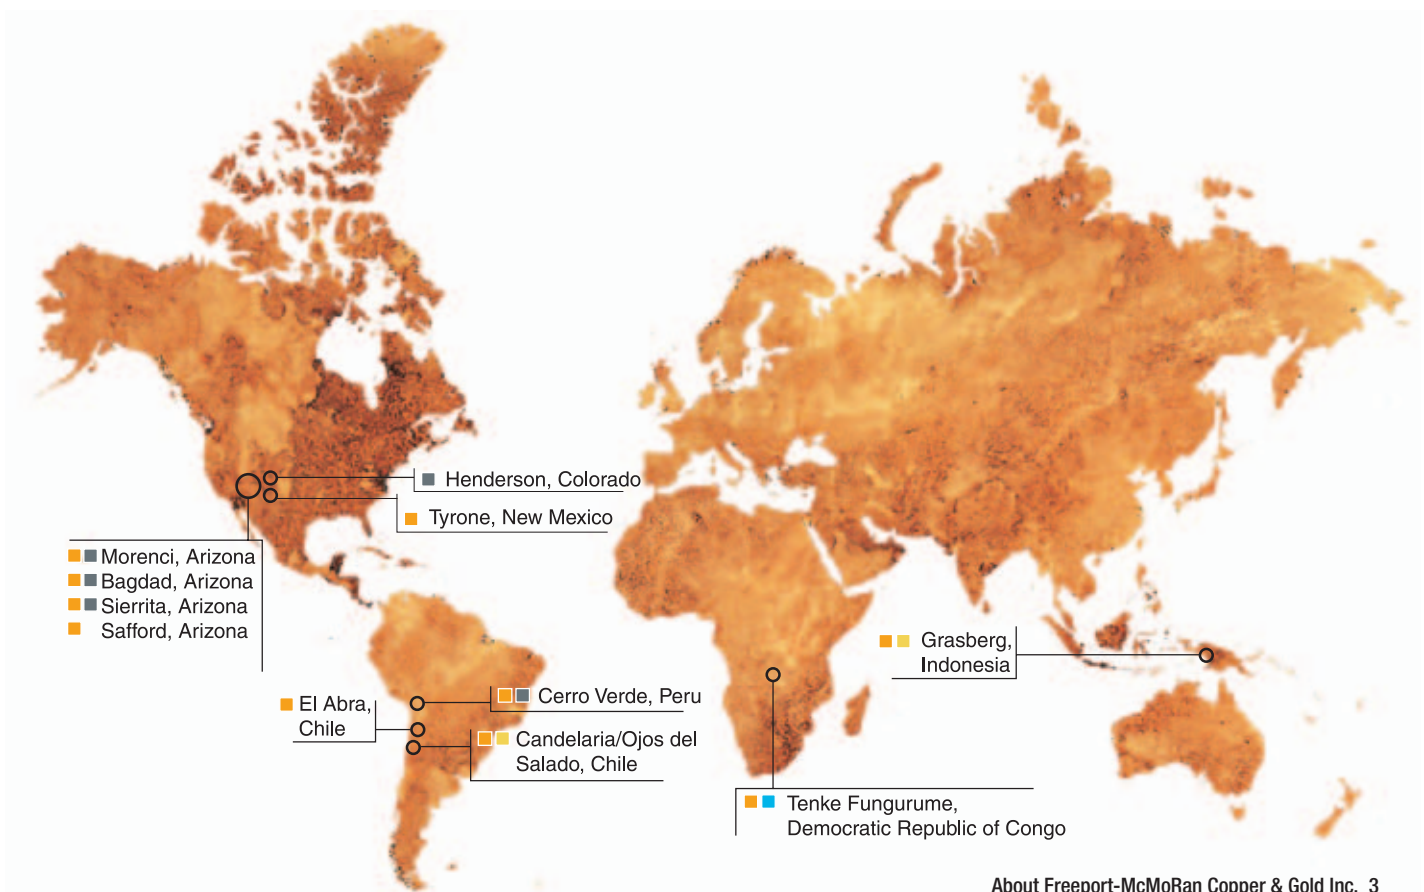 Henderson, Colorado
Tyrone, New Mexico
Morenci, Arizona
Bagdad, Arizona
Sierrita, Arizona
Safford, Arizona
Grasberg,
Indonesia
El Abra,
Chile
Cerro Verde, Peru
Candelaria/Ojos del
Salado, Chile
Tenke Fungurume,
Democratic Republic of Congo
About Freeport-McMoRan Copper & Gold Inc. 3